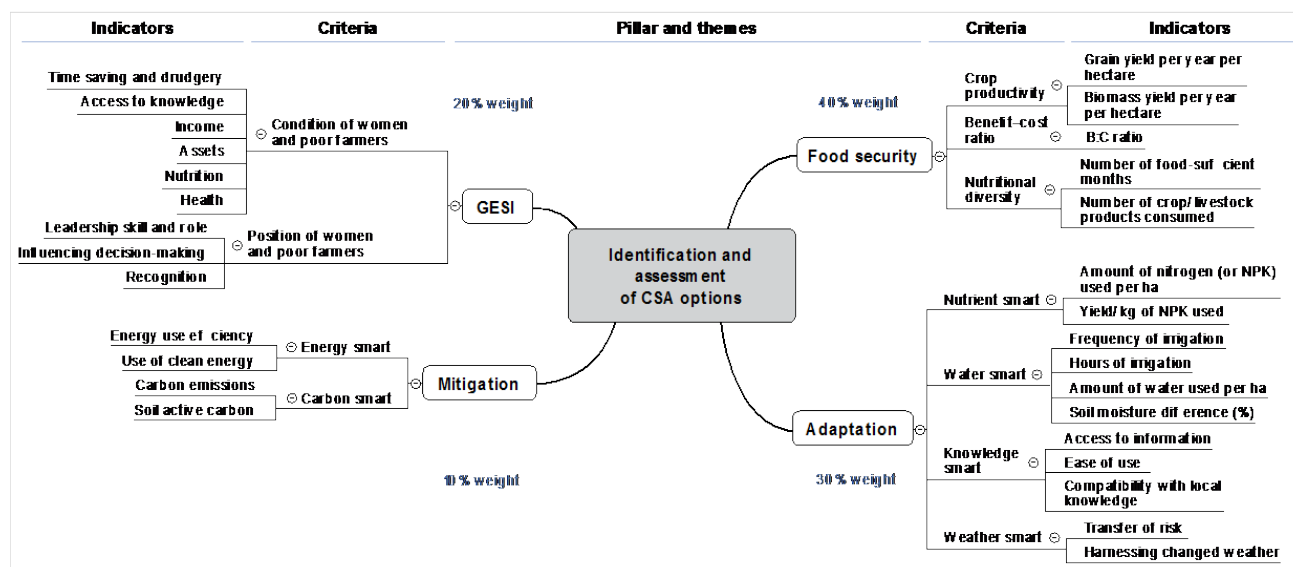 Indicators
Criteria
Pillar and themes
Criteria
Indicators
Time saving and drudgery
Access to knowledge
Income
Assets
Nutrition
Health
Condition of women
and poor farmers
20% weight
Leadership skill and role
Influencing decision-making
Recognition
Position of women
and poor farmers
GESI
Energy use ef ciency
Use of clean energy
Energy smart
Carbon emissions
Soil active carbon
Carbon smart
Mitigation
10% weight
Identification and
assessment
of CSA options
40% weight
Food security
Crop
productivity
Grain yield per year per
hectare
Biomass yield per year
per hectare
Benefit–cost
ratio
B:C ratio
Nutritional
diversity
Number of food-suf cient
months
Number of crop/livestock
products consumed
Adaptation
30% weight
Nutrient smart
Amount of nitrogen (or NPK)
used per ha
Yield/kg of NPK used
Water smart
Frequency of irrigation
Hours of irrigation
Amount of water used per ha
Soil moisture dif erence (%)
Knowledge
smart
Access to information
Ease of use
Compatibility with local
knowledge
Weather smart
Transfer of risk
Harnessing changed weather